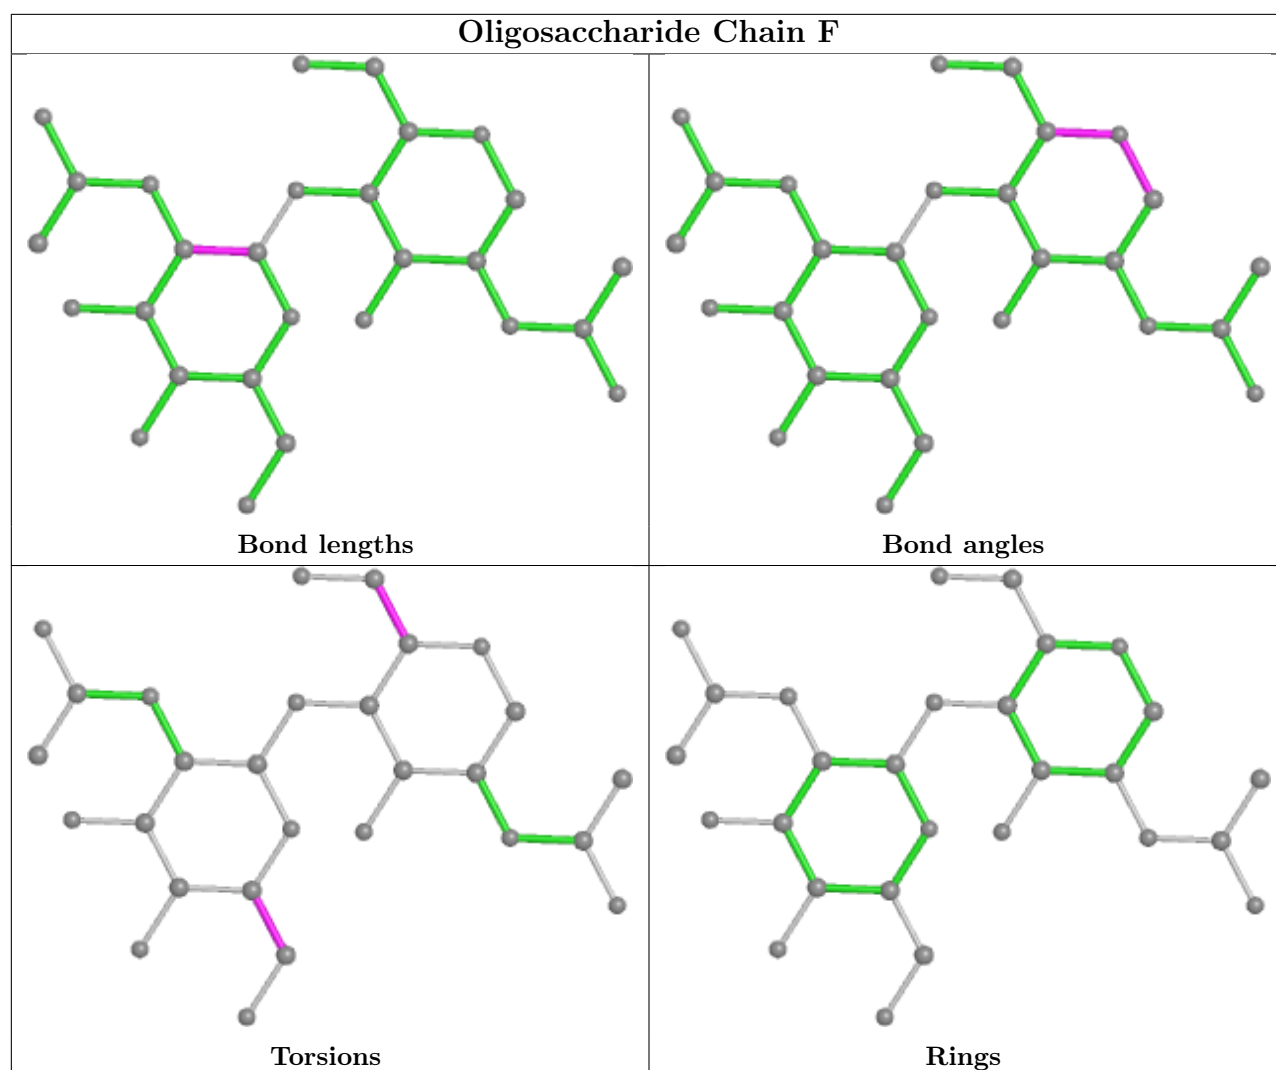 Oligosaccharide Chain F
Bond lengths
Bond angles
Torsions
Rings